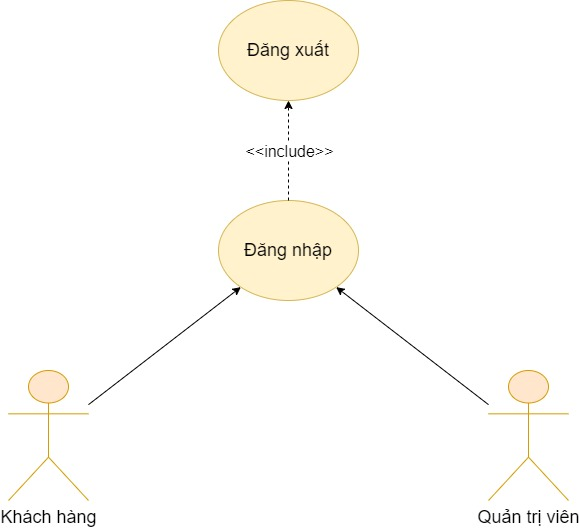 Đăng xuất
<<include>>
Đăng nhập
Khách hàng
Quản trị viên